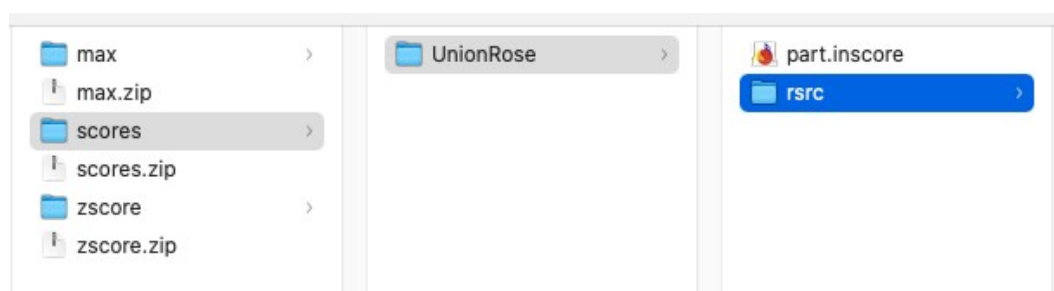 max
max.zip
scores
scores.zip
zscore
zscore.zip
UnionRose
part.inscore
rsrc